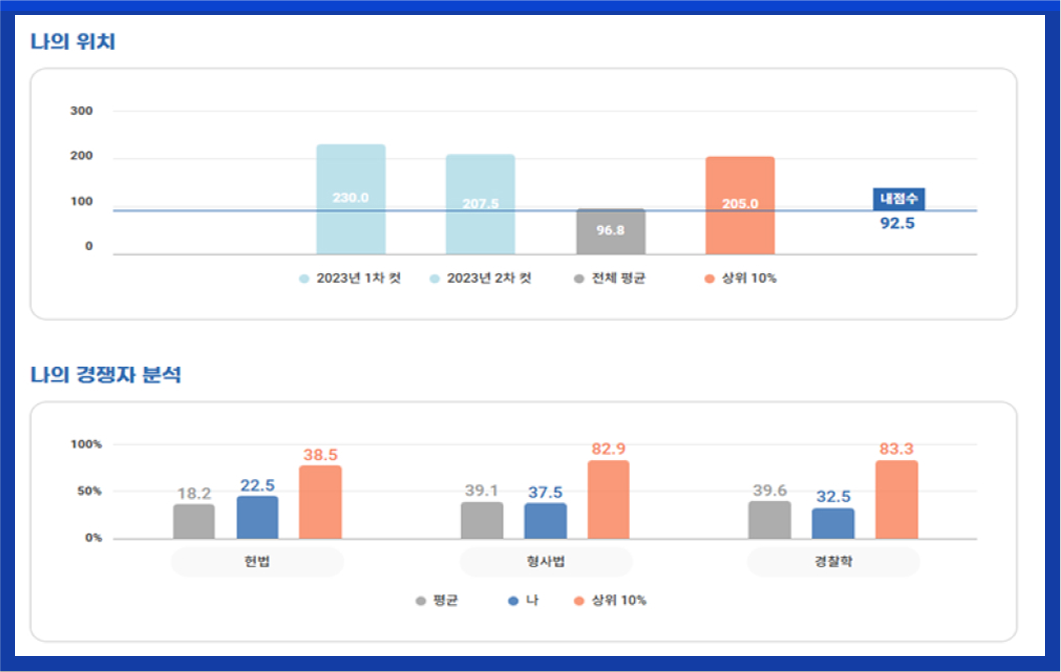 나의 위치
300
200
100
0
230.0
207.5
96.8
205.0
내점수
92.5
2023년 1차 컷
2023년 2차 컷
전체 평균
상위 10%
나의 경쟁자 분석
100%
50%
0%
18.2
22.5
38.5
39.1
37.5
82.9
39.6
32.5
83.3
헌법
형사법
경찰학
평균
나
상위 10%